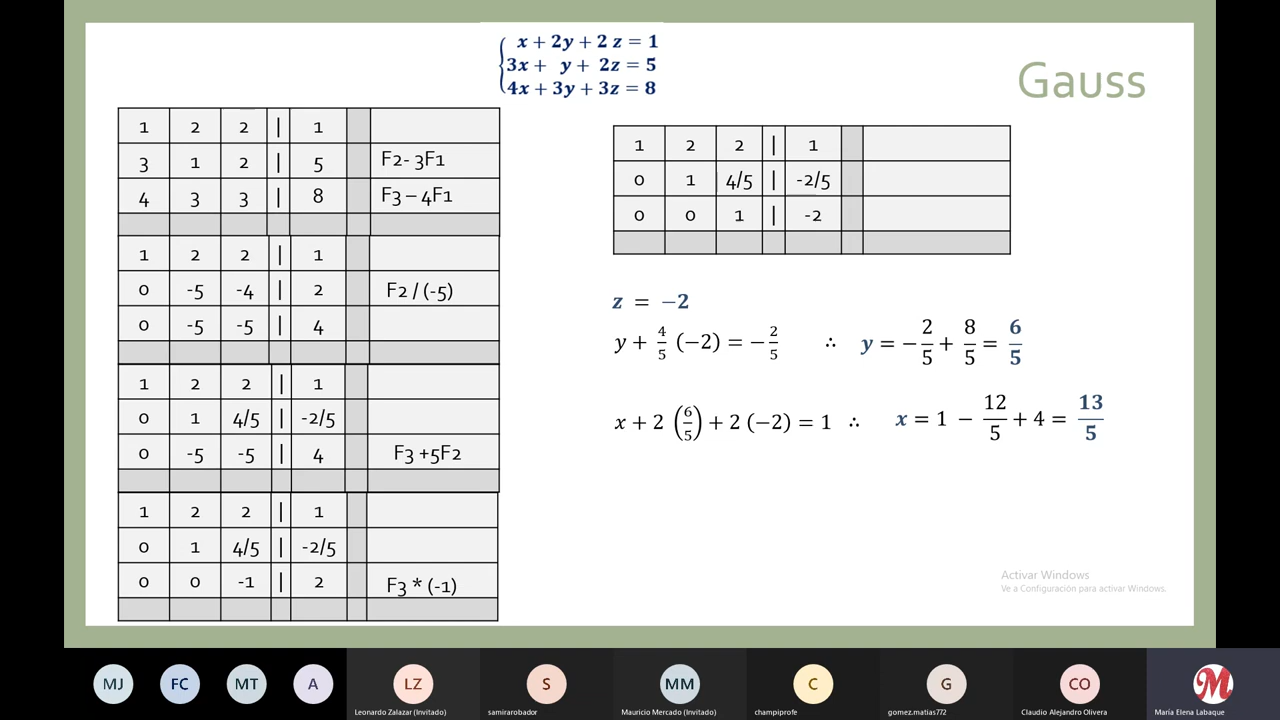 x + 2y + 2 z = 1
3x + y + 2z = 5
4x + 3y + 3z = 8
Gauss
1 2 2 | 1
3 1 2 | 5 F2- 3F1
4 3 3 | 8 F3 – 4F1
1 2 2 | 1
0 -5 -4 | 2 F2 / (-5)
0 -5 -5 | 4
1 2 2 | 1
0 1 4/5 | -2/5
0 -5 -5 | 4 F3 +5F2
1 2 2 | 1
0 1 4/5 | -2/5
0 0 -1 | 2 F3 * (-1)
1 2 2 | 1
0 1 4/5 | -2/5
0 0 1 | -2
z = −2
y + 4/5 (−2) = − 2/5 ∴ y = − 2/5 + 8/5 = 6/5
x + 2 (6/5) + 2 (−2) = 1 ∴ x = 1 − 12/5 + 4 = 13/5
Activar Windows
Ve a Configuración para activar Windows.
MJ FC MT A LZ S MM C G CO M
Leonardo Zalazar (Invitado) samirarobador Mauricio Mercado (Invitado) champiprofe gomez.matias772 Claudio Alejandro Olivera María Elena Labaque